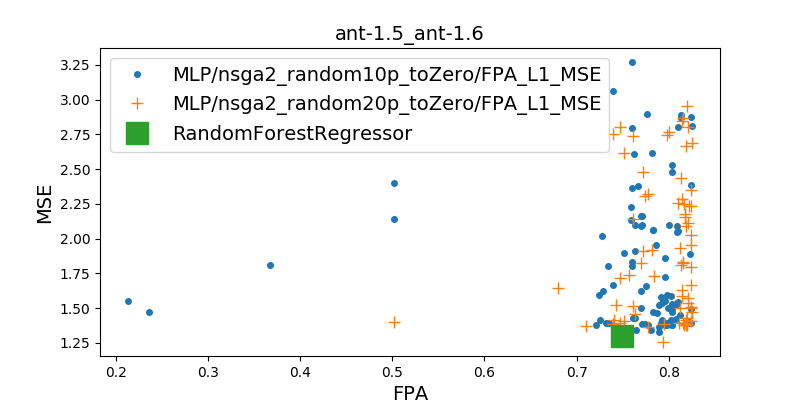 ant-1.5_ant-1.6
MLP/nsga2_random10p_toZero/FPA_L1_MSE
MLP/nsga2_random20p_toZero/FPA_L1_MSE
RandomForestRegressor
MSE
3.25
3.00
2.75
2.50
2.25
2.00
1.75
1.50
1.25
0.2 0.3 0.4 0.5 0.6 0.7 0.8
FPA